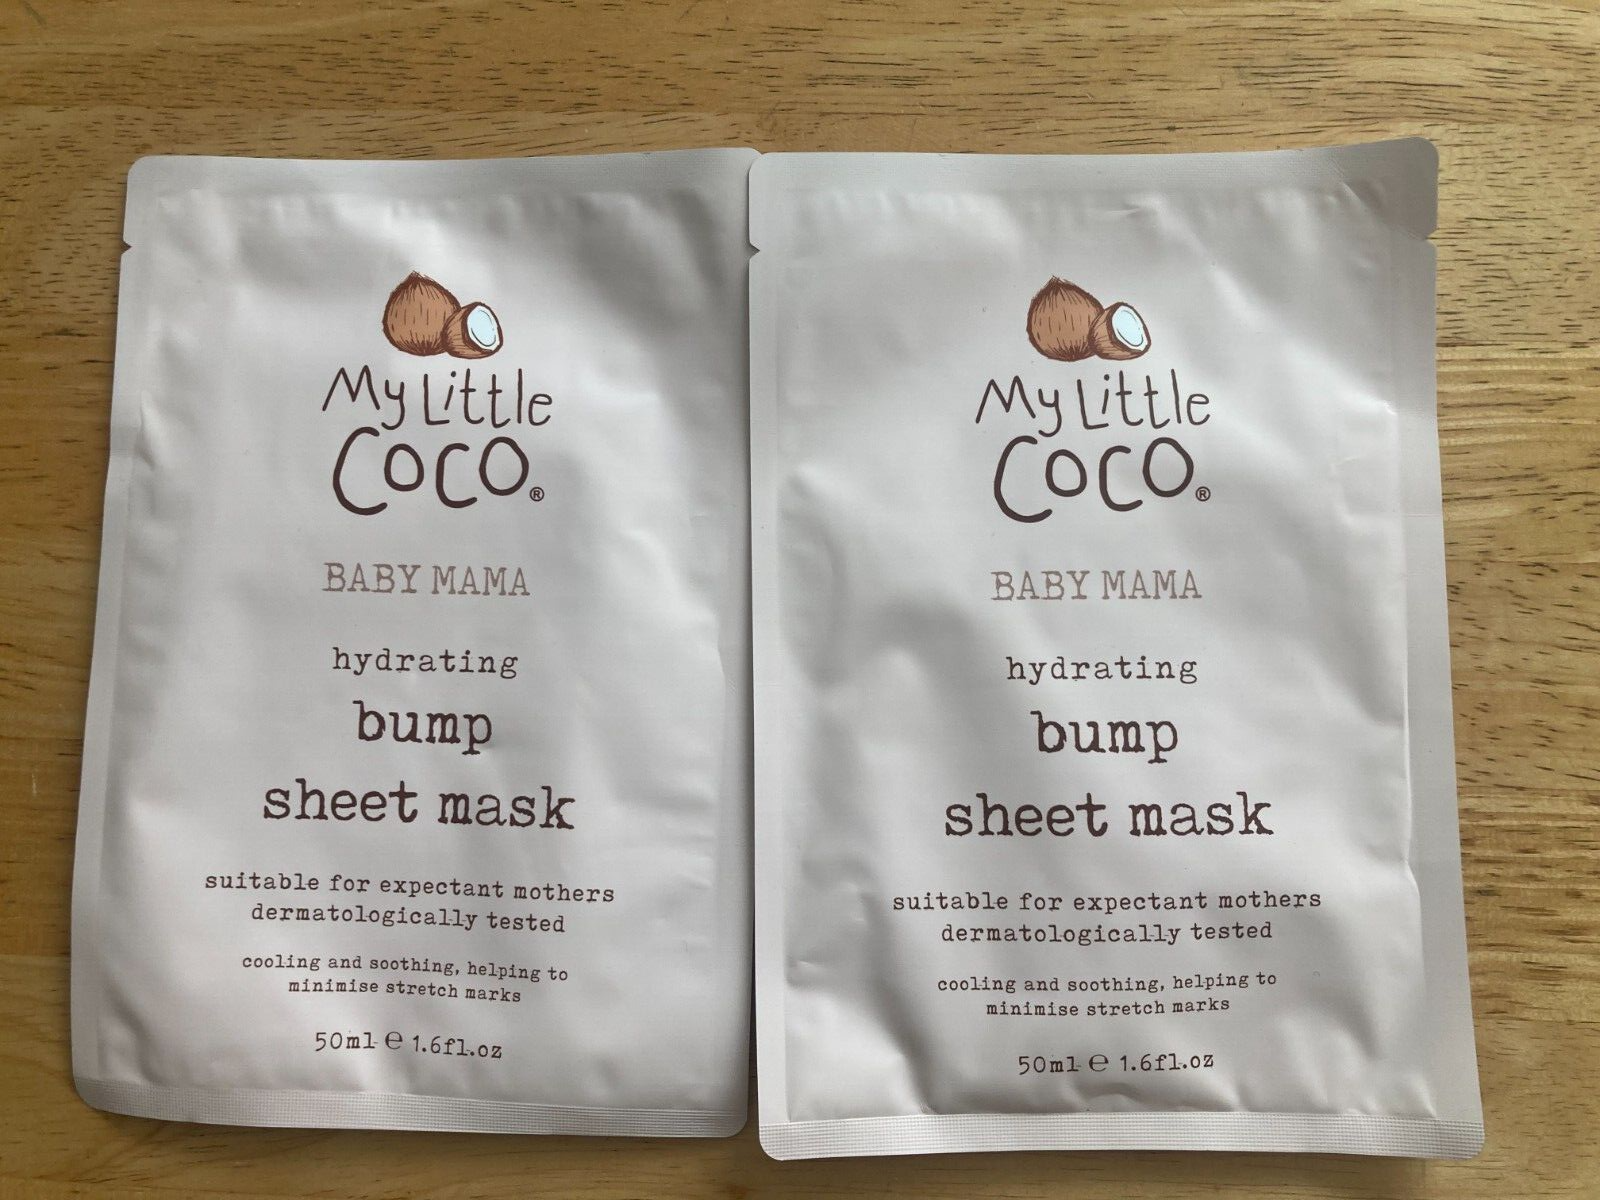 My Little
Coco®
BABY MAMA
hydrating
bump
sheet mask
suitable for expectant mothers
dermatologically tested
cooling and soothing, helping to
minimise stretch marks
50ml ℮ 1.6fl.oz
My Little
Coco®
BABY MAMA
hydrating
bump
sheet mask
suitable for expectant mothers
dermatologically tested
cooling and soothing, helping to
minimise stretch marks
50ml ℮ 1.6fl.oz